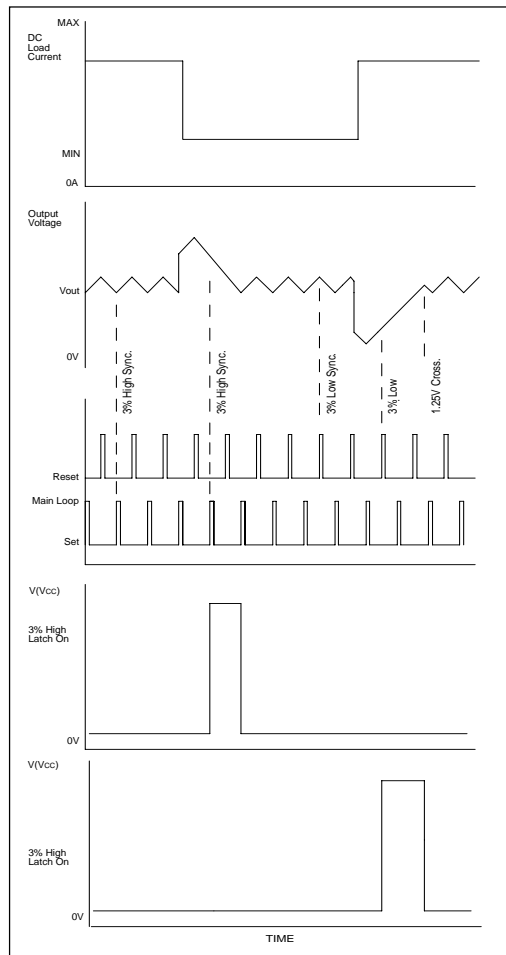 MAX
DC
Load
Current
MIN
0A
Output
Voltage
Vout
0V
3% High Sync.
3% High Sync.
3% Low Sync.
3% Low
1.25V Cross.
Reset
Main Loop
Set
V(Vcc)
3% High
Latch On
0V
V(Vcc)
3% High
Latch On
0V
TIME